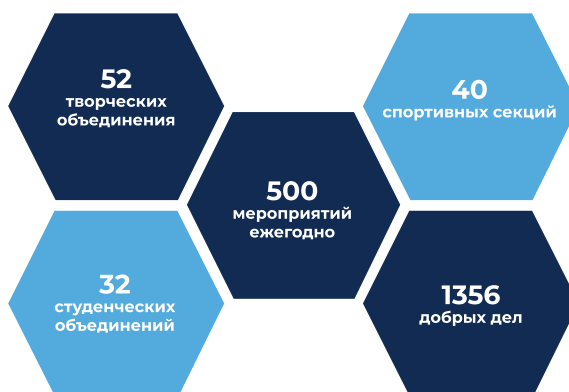 52
творческих
объединения
40
спортивных секций
500
мероприятий
ежегодно
32
студенческих
объединений
1356
добрых дел